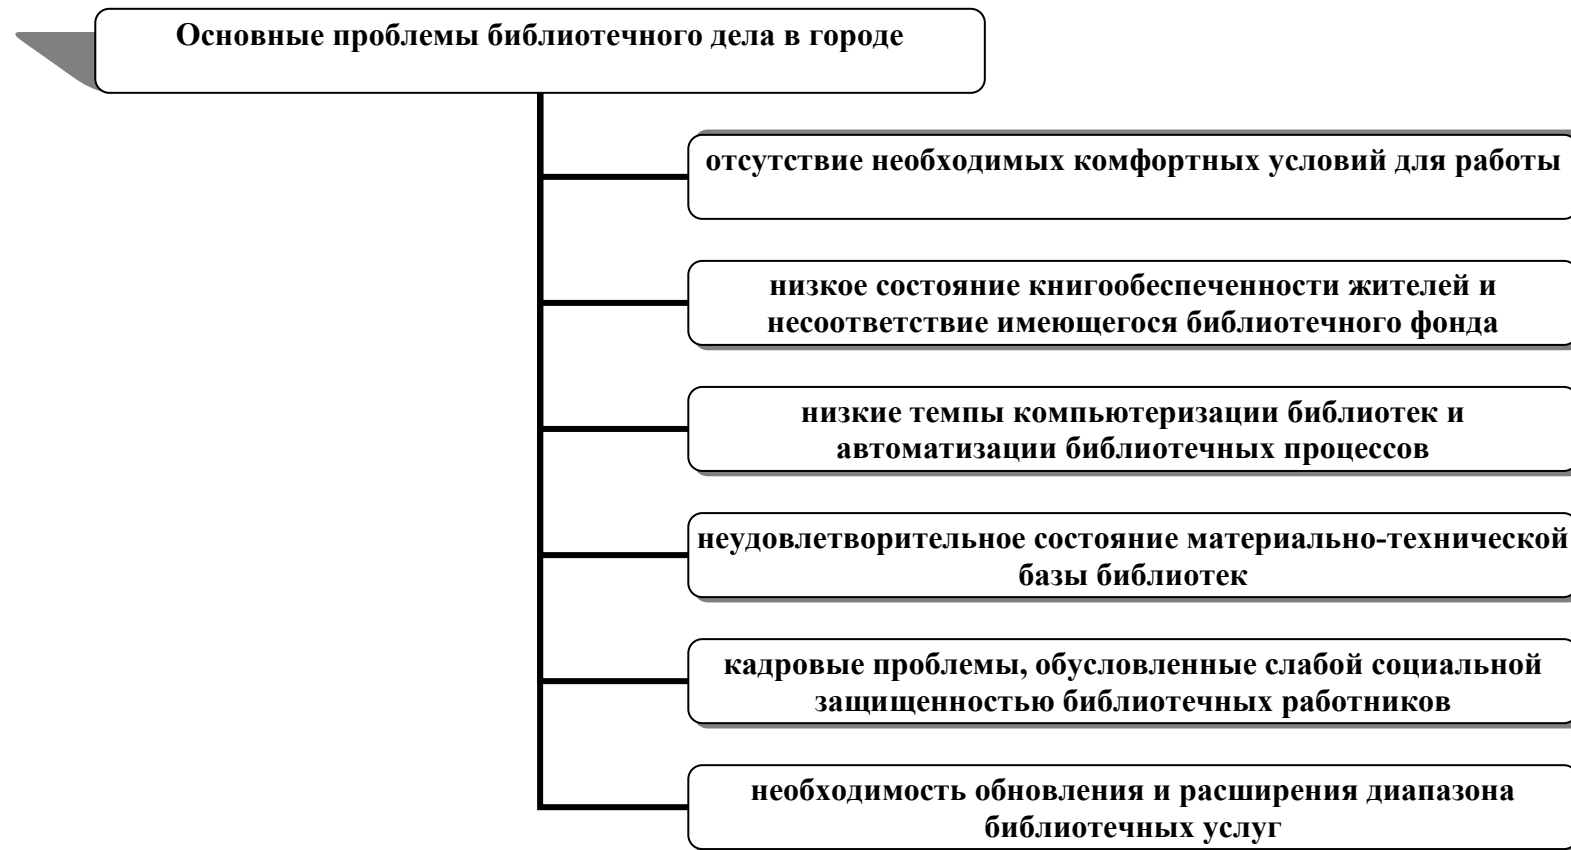 Основные проблемы библиотечного дела в городе
отсутствие необходимых комфортных условий для работы
низкое состояние книгообеспеченности жителей и
несоответствие имеющегося библиотечного фонда
низкие темпы компьютеризации библиотек и
автоматизации библиотечных процессов
неудовлетворительное состояние материально-технической
базы библиотек
кадровые проблемы, обусловленные слабой социальной
защищенностью библиотечных работников
необходимость обновления и расширения диапазона
библиотечных услуг